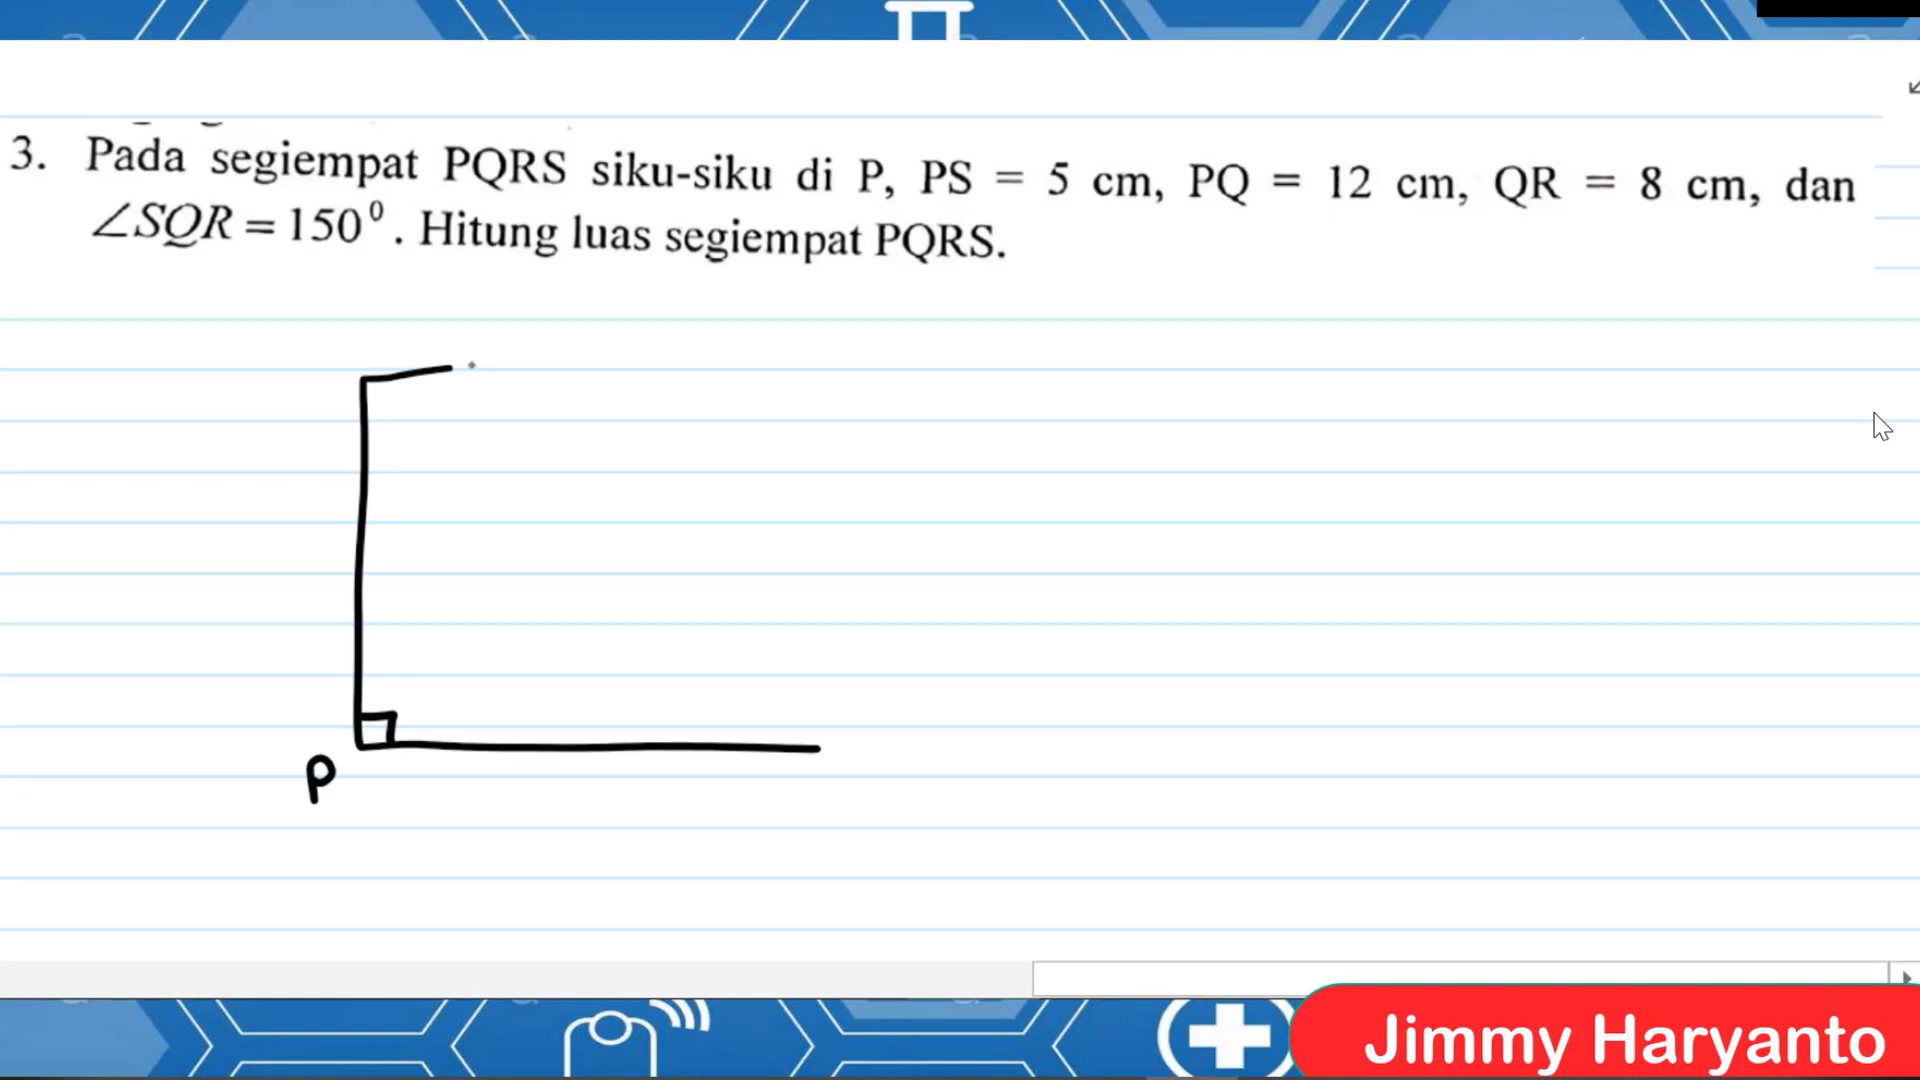 3. Pada segiempat PQRS siku-siku di P, PS = 5 cm, PQ = 12 cm, QR = 8 cm, dan
∠SQR = 150⁰. Hitung luas segiempat PQRS.
P
Jimmy Haryanto